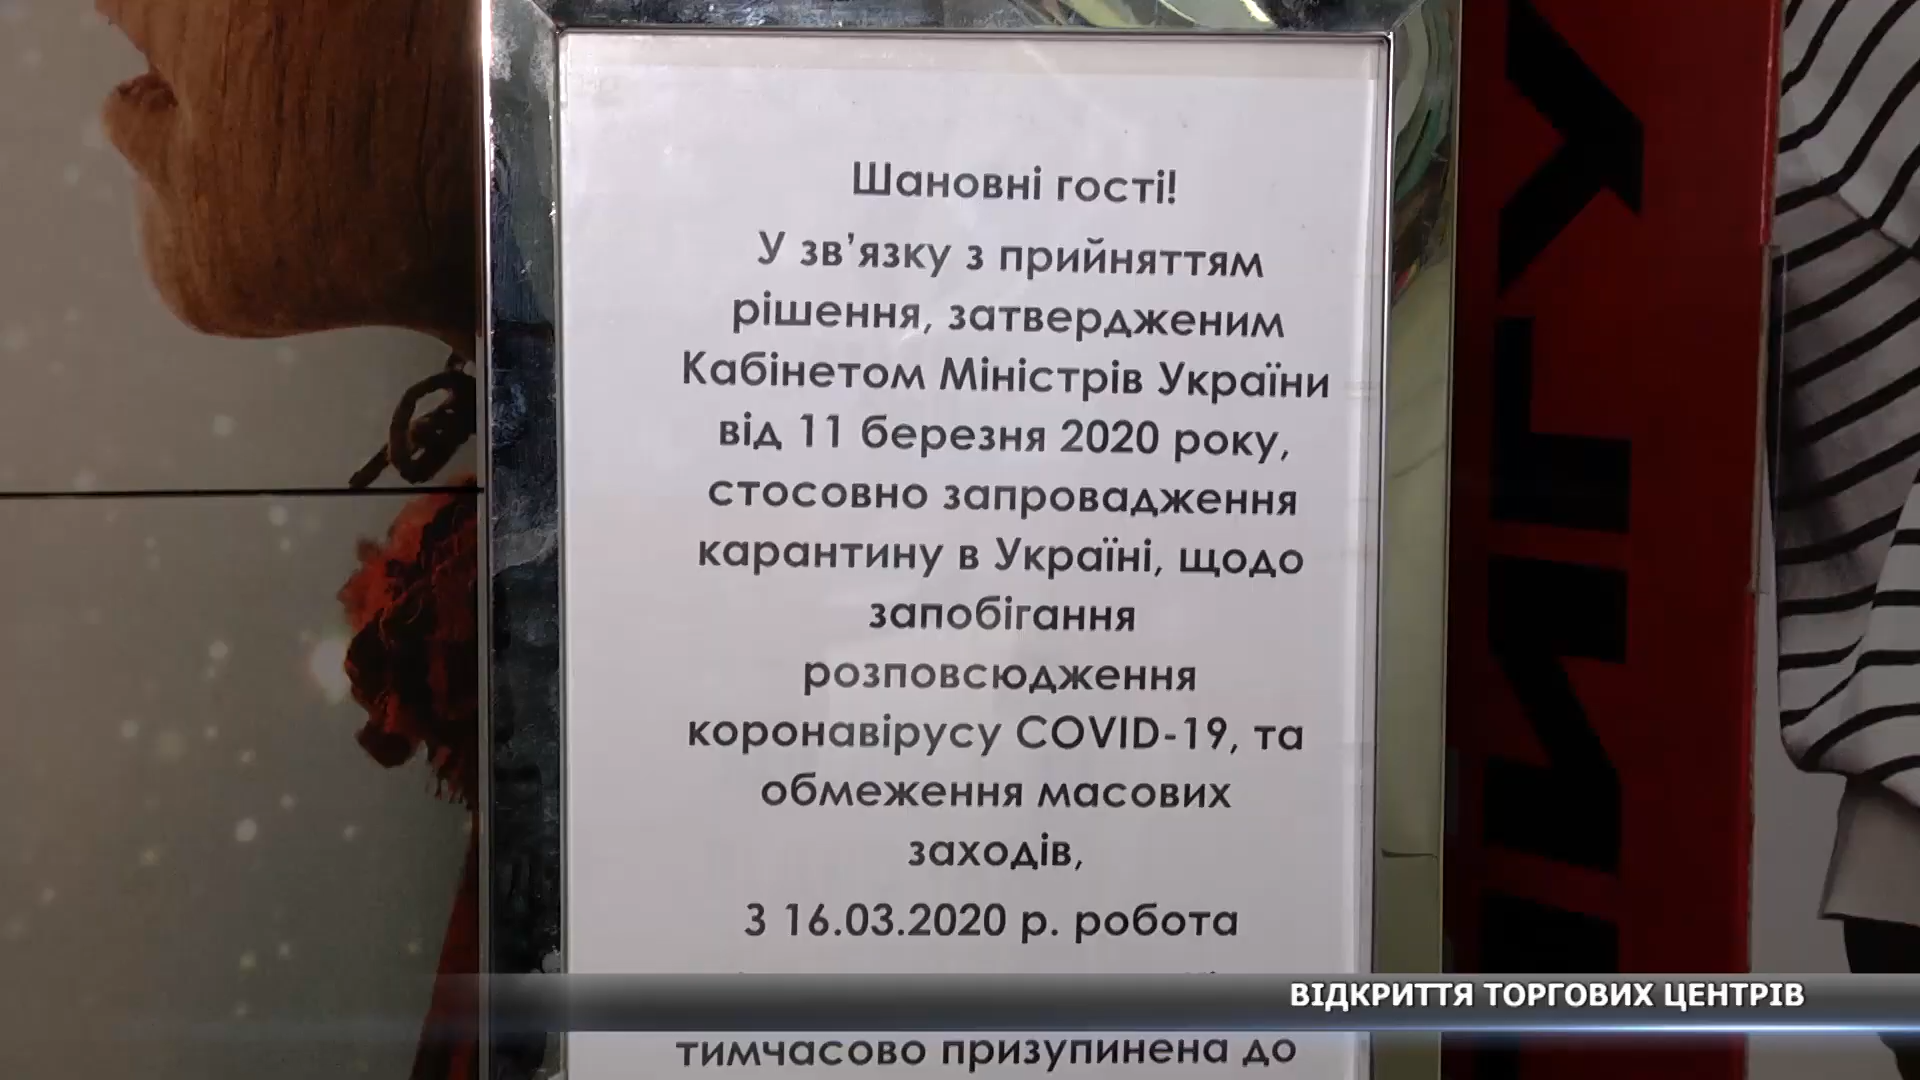 Шановні гості!
У зв’язку з прийняттям
рішення, затвердженим
Кабінетом Міністрів України
від 11 березня 2020 року,
стосовно запровадження
карантину в Україні, щодо
запобігання
розповсюдження
коронавірусу COVID-19, та
обмеження масових
заходів,
З 16.03.2020 р. робота
ВІДКРИТТЯ ТОРГОВИХ ЦЕНТРІВ
тимчасово призупинена до